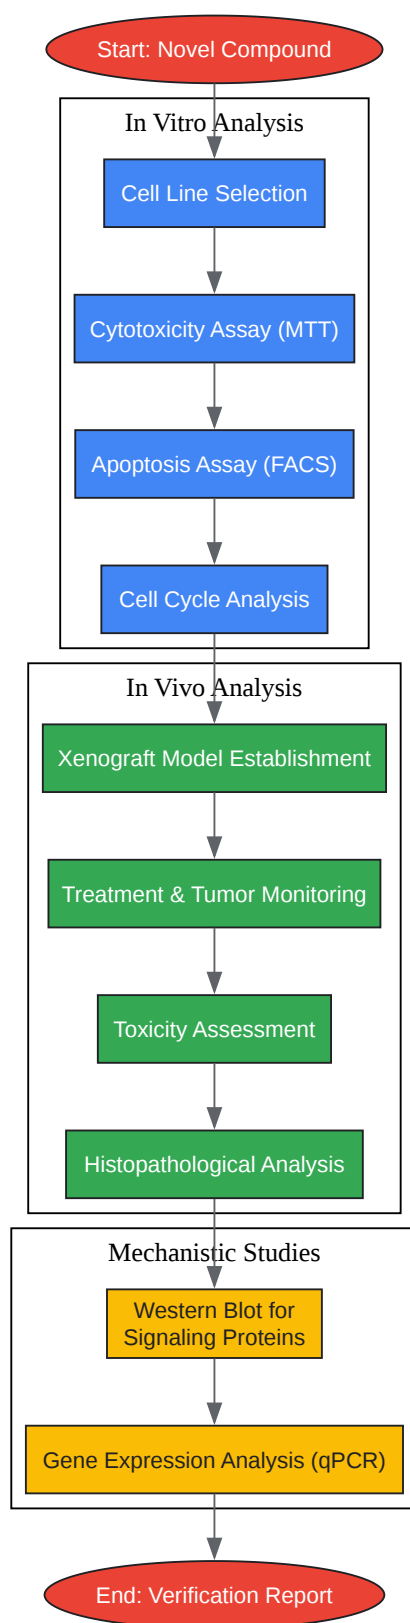 Start: Novel Compound
In Vitro Analysis
Cell Line Selection
Cytotoxicity Assay (MTT)
Apoptosis Assay (FACS)
Cell Cycle Analysis
In Vivo Analysis
Xenograft Model Establishment
Treatment & Tumor Monitoring
Toxicity Assessment
Histopathological Analysis
Mechanistic Studies
Western Blot for
Signaling Proteins
Gene Expression Analysis (qPCR)
End: Verification Report